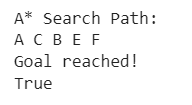 A* Search Path:
A C B E F
Goal reached!
True